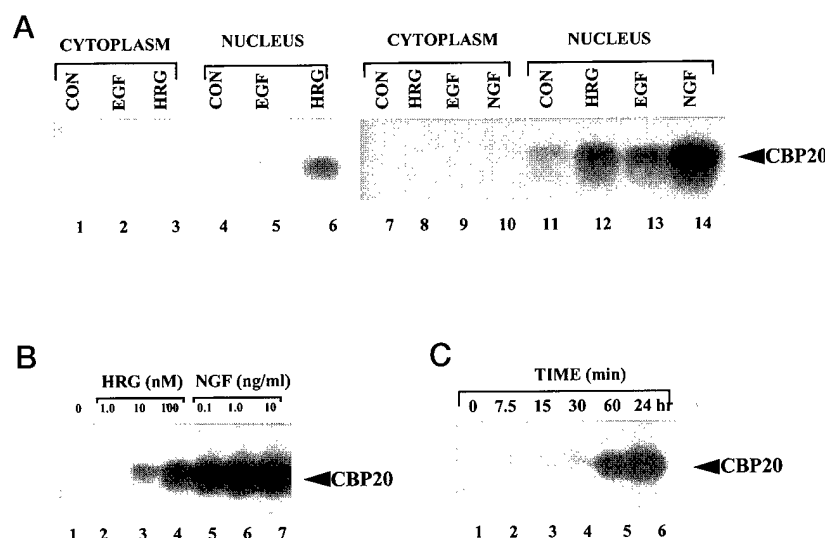 A
CYTOPLASM NUCLEUS CYTOPLASM NUCLEUS
CON EGF HRG CON EGF HRG CON HRG EGF NGF CON HRG EGF NGF
CBP20
1 2 3 4 5 6 7 8 9 10 11 12 13 14
B
HRG (nM) NGF (ng/ml)
0 1.0 10 100 0.1 1.0 10
CBP20
1 2 3 4 5 6 7
C
TIME (min)
0 7.5 15 30 60 24 hr
CBP20
1 2 3 4 5 6